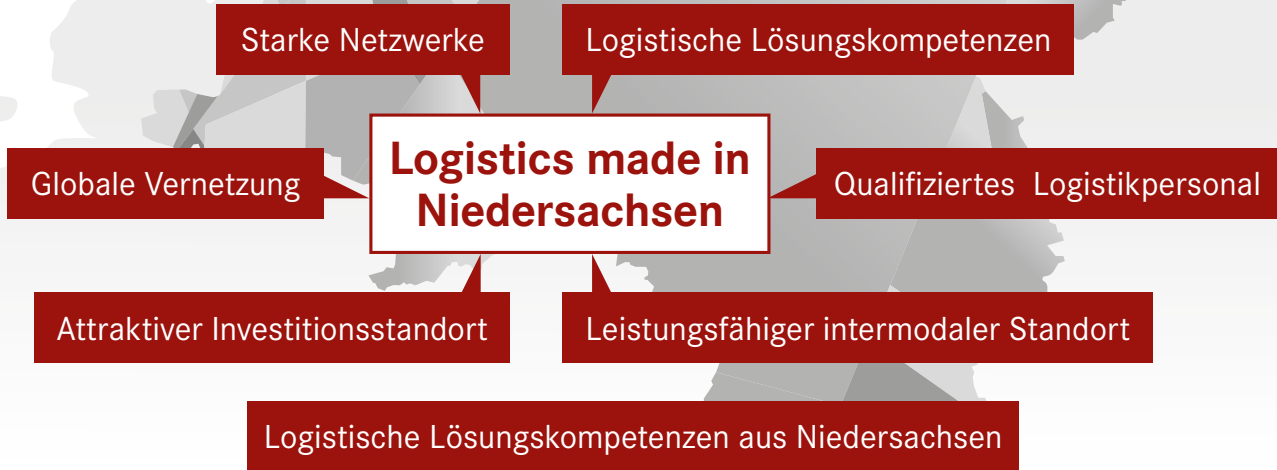 Starke Netzwerke
Logistische Lösungskompetenzen
Logistics made in
Niedersachsen
Globale Vernetzung
Qualifiziertes Logistikpersonal
Attraktiver Investitionsstandort
Leistungsfähiger intermodaler Standort
Logistische Lösungskompetenzen aus Niedersachsen